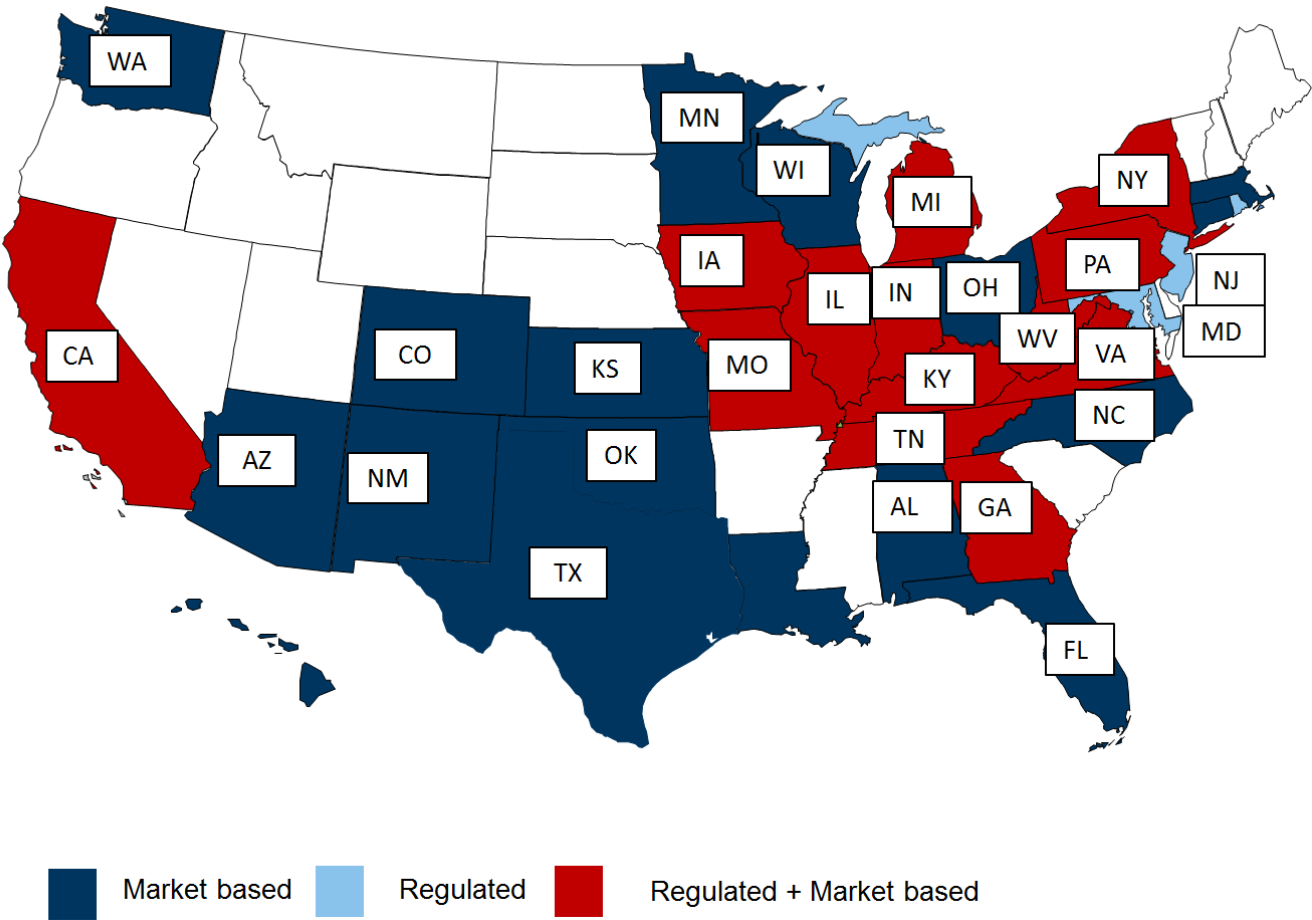 WA
MN
WI
MI
NY
IA
PA
IL
IN
OH
NJ
MD
CA
CO
KS
MO
WV
VA
KY
NC
AZ
NM
OK
TN
AL
GA
TX
FL
Market based
Regulated
Regulated + Market based